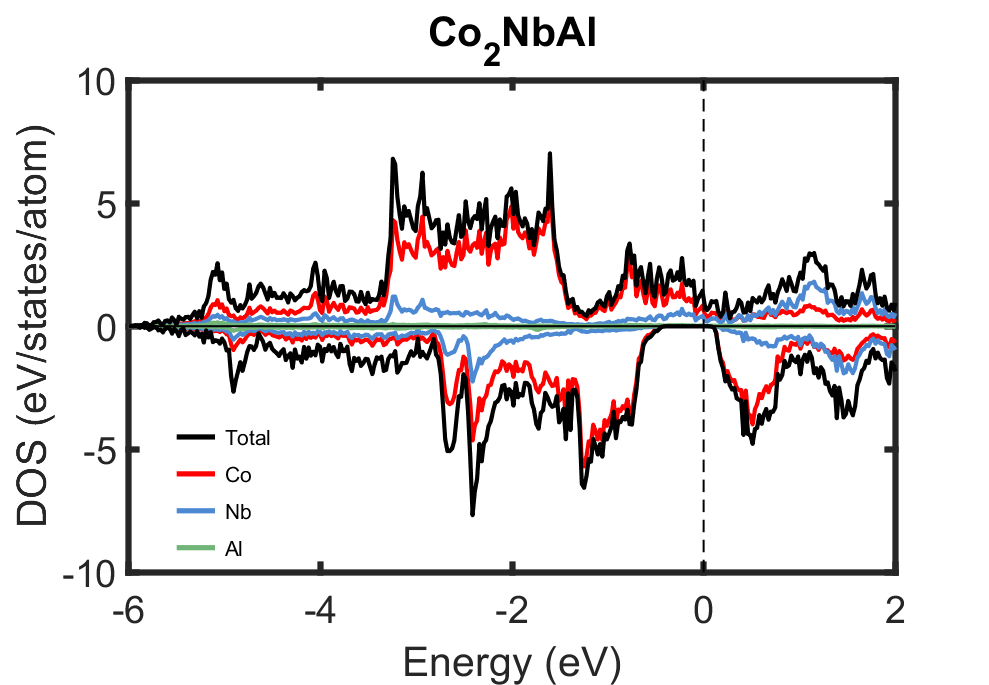 Co2NbAl
DOS (eV/states/atom)
10
5
0
-5
-10
Total
Co
Nb
Al
-6 -4 -2 0 2
Energy (eV)